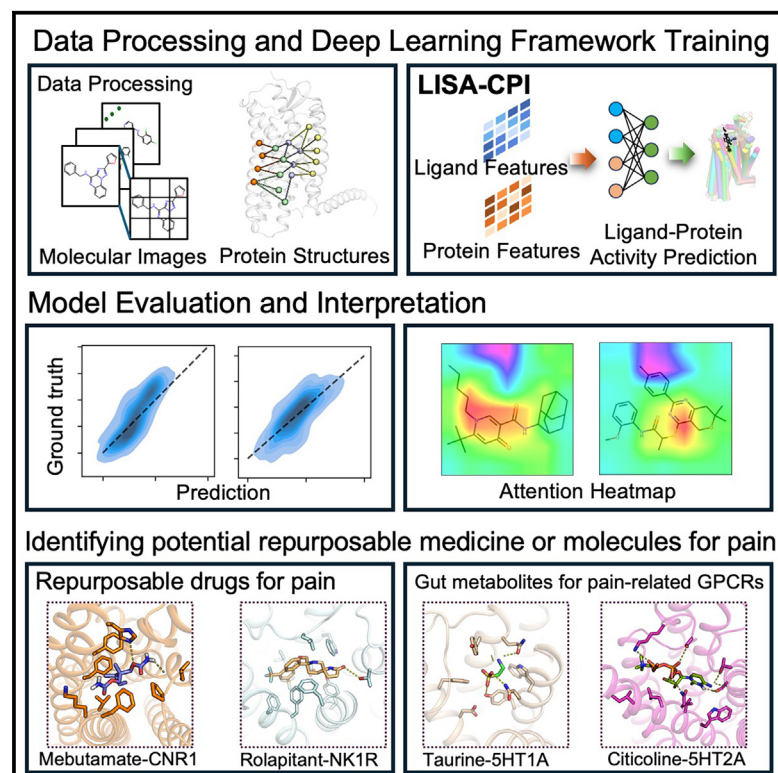 Data Processing and Deep Learning Framework Training
Data Processing
Molecular Images
Protein Structures
LISA-CPI
Ligand Features
Protein Features
Ligand-Protein
Activity Prediction
Model Evaluation and Interpretation
Ground truth
Prediction
Attention Heatmap
Identifying potential repurposable medicine or molecules for pain
Repurposable drugs for pain
Mebutamate-CNR1
Rolapitant-NK1R
Gut metabolites for pain-related GPCRs
Taurine-5HT1A
Citicoline-5HT2A